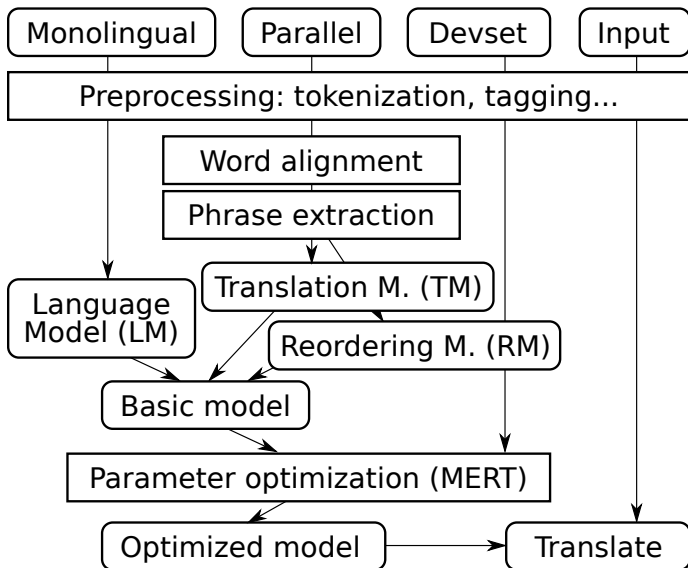 Monolingual
Parallel
Devset
Input
Preprocessing: tokenization, tagging...
Word alignment
Phrase extraction
Translation M. (TM)
Language
Model (LM)
Reordering M. (RM)
Basic model
Parameter optimization (MERT)
Optimized model
Translate